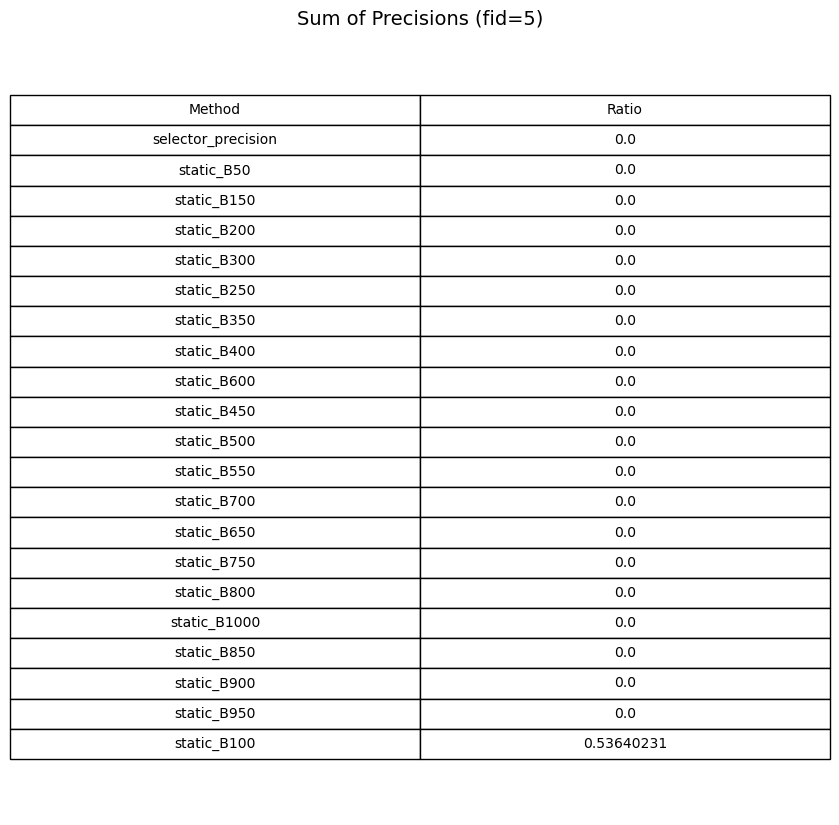 Sum of Precisions (fid=5)
Method Ratio
selector_precision 0.0
static_B50 0.0
static_B150 0.0
static_B200 0.0
static_B300 0.0
static_B250 0.0
static_B350 0.0
static_B400 0.0
static_B600 0.0
static_B450 0.0
static_B500 0.0
static_B550 0.0
static_B700 0.0
static_B650 0.0
static_B750 0.0
static_B800 0.0
static_B1000 0.0
static_B850 0.0
static_B900 0.0
static_B950 0.0
static_B100 0.53640231